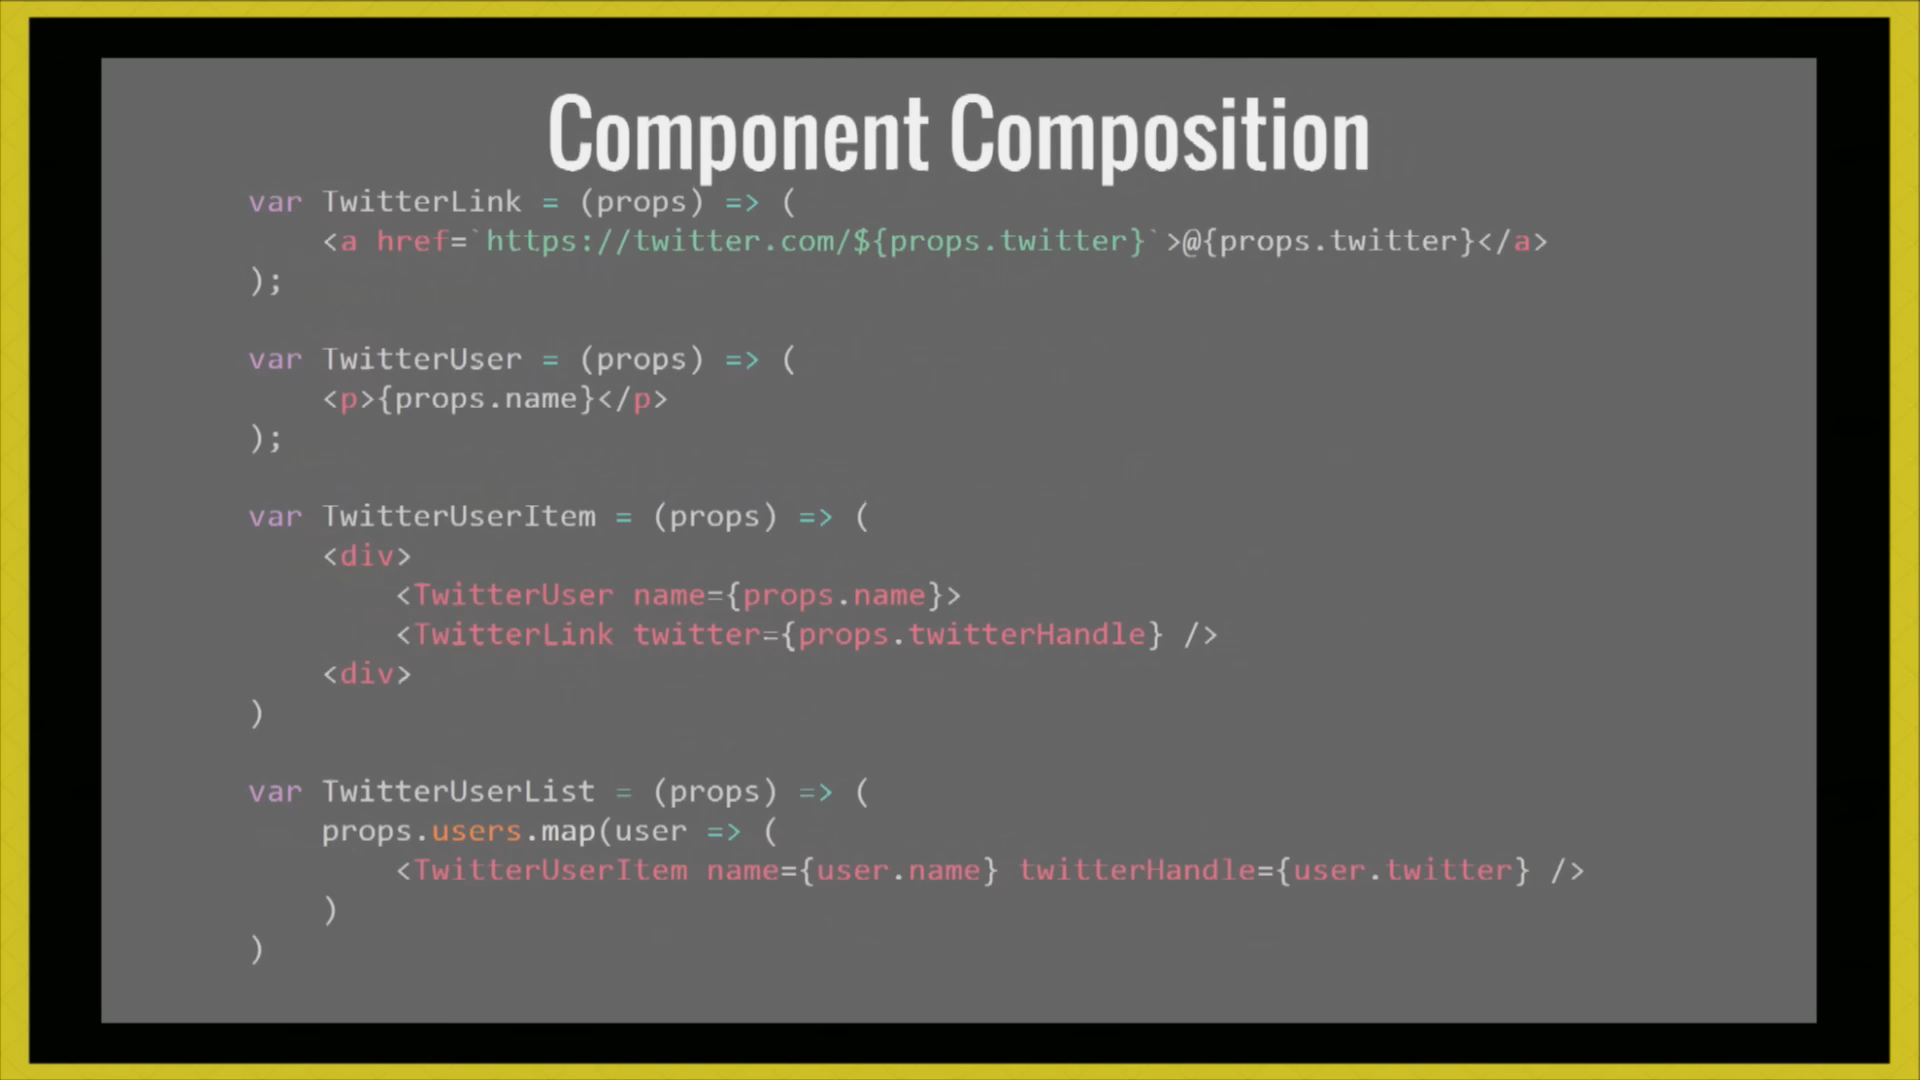 Component Composition
var TwitterLink = (props) => (
<a href=`https://twitter.com/${props.twitter}`>@{props.twitter}</a>
);
var TwitterUser = (props) => (
<p>{props.name}</p>
);
var TwitterUserItem = (props) => (
<div>
<TwitterUser name={props.name}>
<TwitterLink twitter={props.twitterHandle} />
<div>
)
var TwitterUserList = (props) => (
props.users.map(user => (
<TwitterUserItem name={user.name} twitterHandle={user.twitter} />
)
)